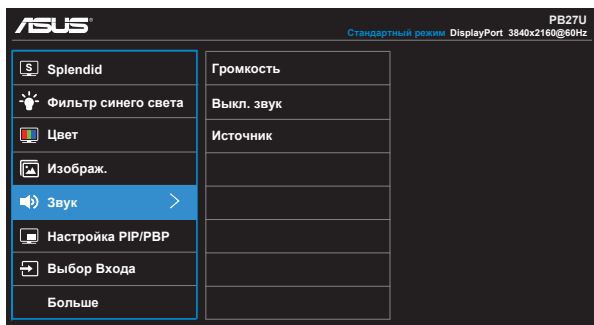 ASUS
PB27U
Стандартный режим DisplayPort 3840x2160@60Hz
S Splendid
Фильтр синего света
Цвет
Изображ.
Звук
Настройка PIP/PBP
Выбор Входа
Больше
Громкость
Выкл. звук
Источник